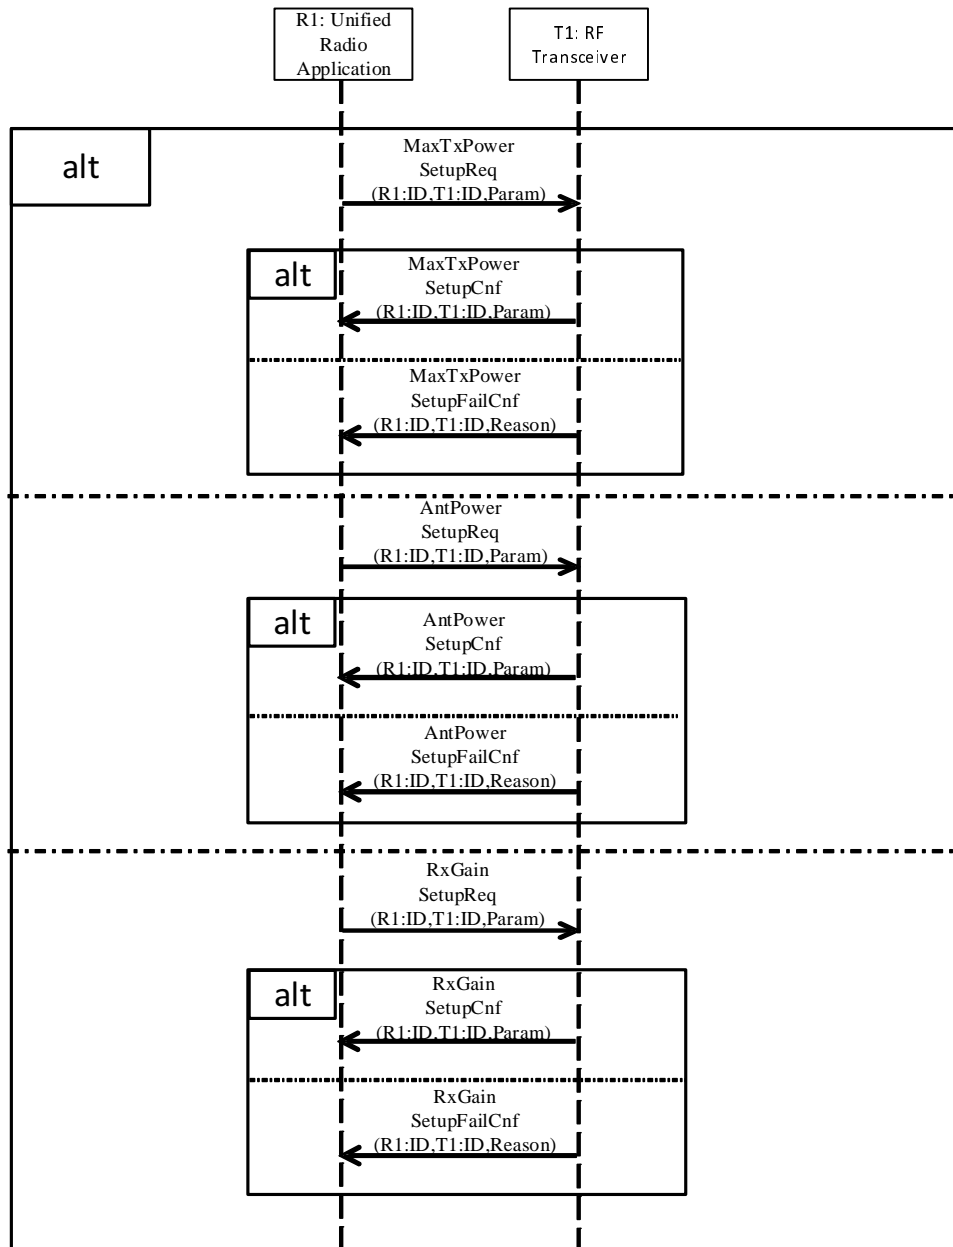 R1: Unified
Radio
Application
T1: RF
Transceiver
alt
MaxTxPower
SetupReq
(R1:ID,T1:ID,Param)
alt
MaxTxPower
SetupCnf
(R1:ID,T1:ID,Param)
MaxTxPower
SetupFailCnf
(R1:ID,T1:ID,Reason)
AntPower
SetupReq
(R1:ID,T1:ID,Param)
alt
AntPower
SetupCnf
(R1:ID,T1:ID,Param)
AntPower
SetupFailCnf
(R1:ID,T1:ID,Reason)
RxGain
SetupReq
(R1:ID,T1:ID,Param)
alt
RxGain
SetupCnf
(R1:ID,T1:ID,Param)
RxGain
SetupFailCnf
(R1:ID,T1:ID,Reason)